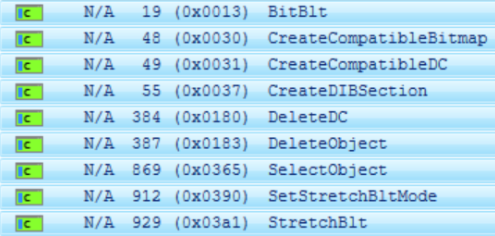 C N/A 19 (0x0013) BitBlt
C N/A 48 (0x0030) CreateCompatibleBitmap
C N/A 49 (0x0031) CreateCompatibleDC
C N/A 55 (0x0037) CreateDIBSection
C N/A 384 (0x0180) DeleteDC
C N/A 387 (0x0183) DeleteObject
C N/A 869 (0x0365) SelectObject
C N/A 912 (0x0390) SetStretchBltMode
C N/A 929 (0x03a1) StretchBlt